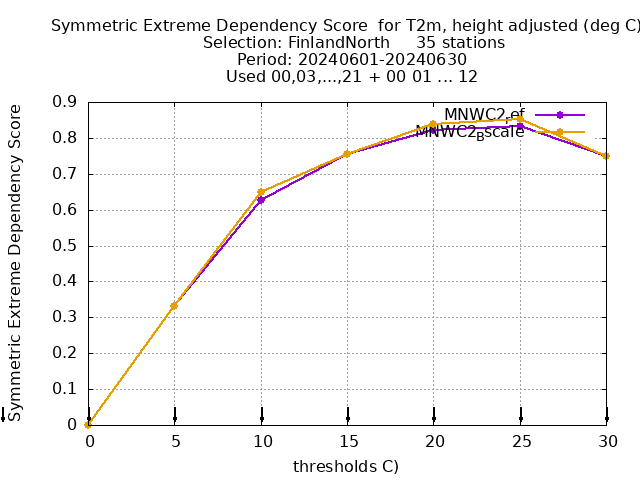 Symmetric Extreme Dependency Score for T2m, height adjusted (deg C)
Selection: FinlandNorth 35 stations
Period: 20240601-20240630
Used 00,03,...,21 + 00 01 ... 12
Symmetric Extreme Dependency Score
0.9
0.8
0.7
0.6
0.5
0.4
0.3
0.2
0.1
0
MNWC2_ref
MNWC2_Bscale
0 5 10 15 20 25 30
thresholds C)